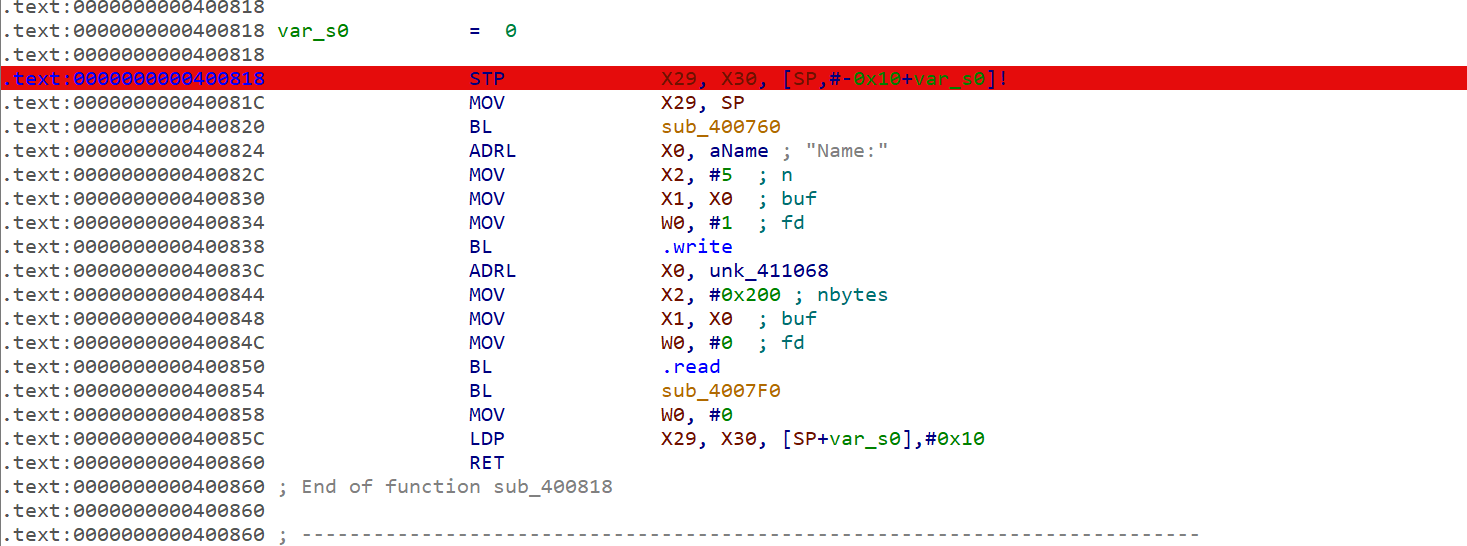 .text:0000000000400818
.text:0000000000400818 var_s0          =  0
.text:0000000000400818
.text:0000000000400818                 STP             X29, X30, [SP,#-0x10+var_s0]!
.text:000000000040081C                 MOV             X29, SP
.text:0000000000400820                 BL              sub_400760
.text:0000000000400824                 ADRL            X0, aName ; "Name:"
.text:000000000040082C                 MOV             X2, #5  ; n
.text:0000000000400830                 MOV             X1, X0  ; buf
.text:0000000000400834                 MOV             W0, #1  ; fd
.text:0000000000400838                 BL              .write
.text:000000000040083C                 ADRL            X0, unk_411068
.text:0000000000400844                 MOV             X2, #0x200 ; nbytes
.text:0000000000400848                 MOV             X1, X0  ; buf
.text:000000000040084C                 MOV             W0, #0  ; fd
.text:0000000000400850                 BL              .read
.text:0000000000400854                 BL              sub_4007F0
.text:0000000000400858                 MOV             W0, #0
.text:000000000040085C                 LDP             X29, X30, [SP+var_s0],#0x10
.text:0000000000400860                 RET
.text:0000000000400860 ; End of function sub_400818
.text:0000000000400860
.text:0000000000400860 ; ---------------------------------------------------------------------------